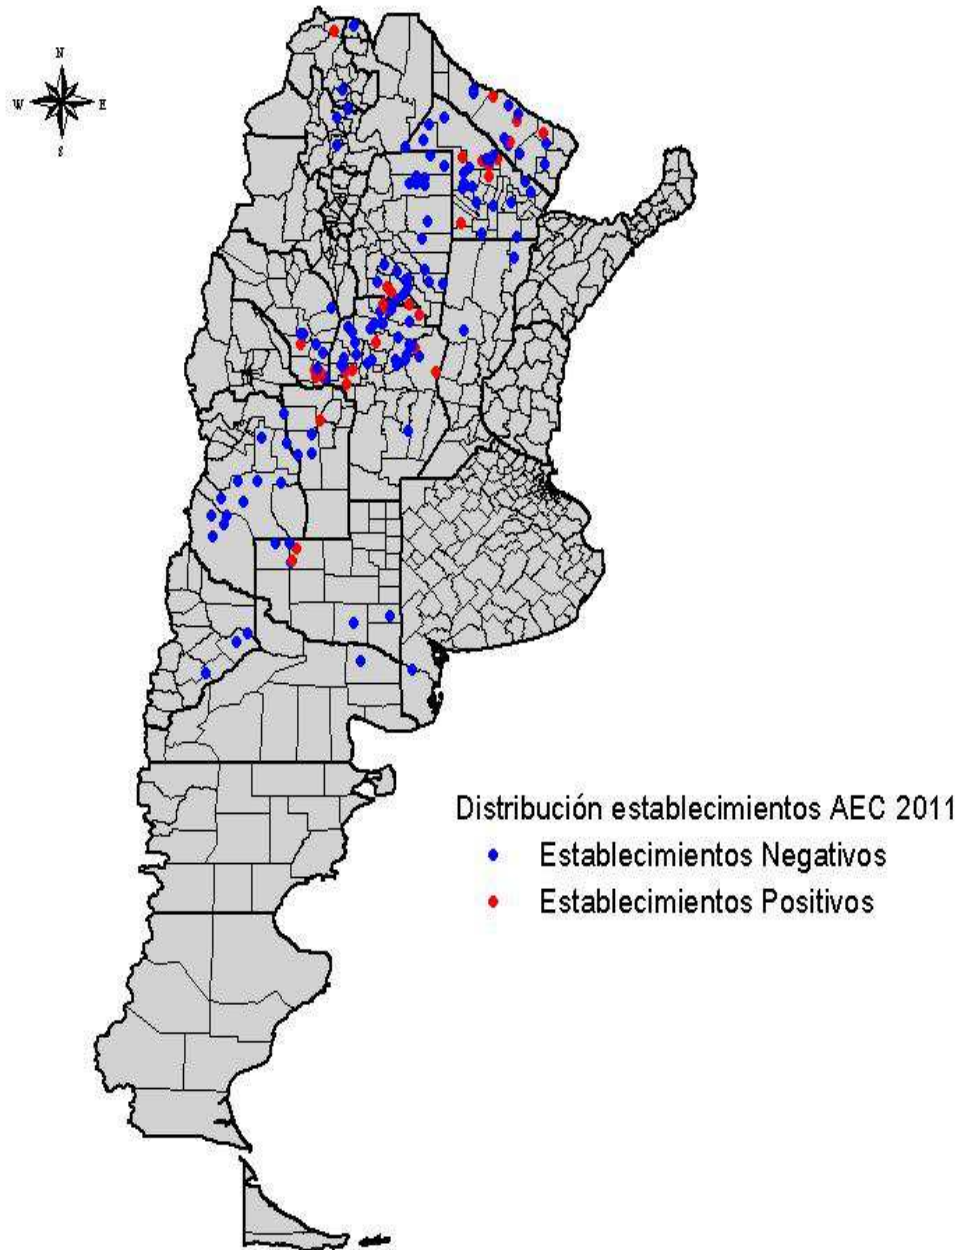 N
W E
S
Distribución establecimientos AEC 2011
Establecimientos Negativos
Establecimientos Positivos